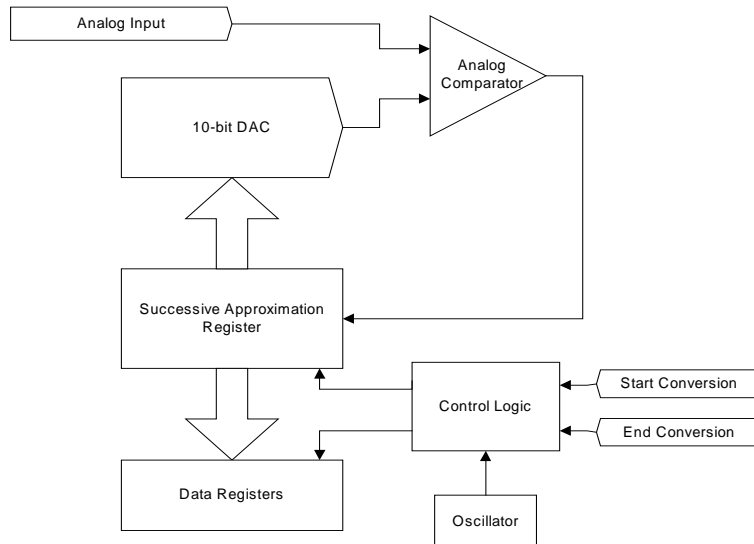 Analog Input
Analog
Comparator
10-bit DAC
Successive Approximation
Register
Start Conversion
Control Logic
End Conversion
Data Registers
Oscillator